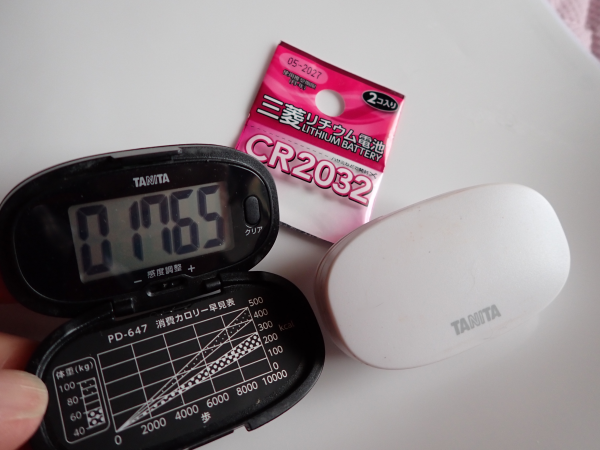 05-2027
2コ入り
三菱リチウム電池
LITHIUM BATTERY
CR2032
TANITA
01765
クリア
− 感度調整 +
PD-647 消費カロリー早見表
体重(kg)
100
80
60
40
500
400
300
200
100
0
kcal
0 2000 4000 6000 8000 10000
歩
TANITA